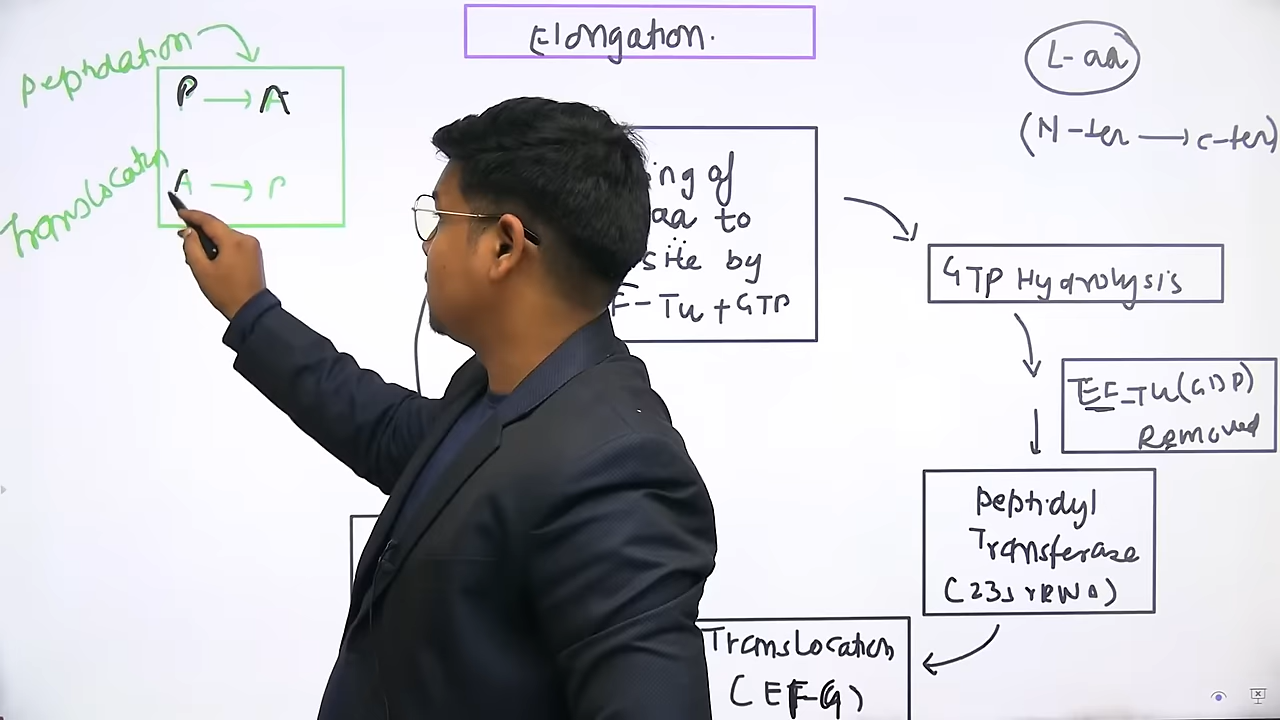 Elongation.
L-aa
(N-ter → c-ter)
Peptidation
P → A
Translocation
A → P
ing of
aa to
site by
F-Tu + GTP
GTP Hydrolysis
EF-Tu(GDP)
Removed
Peptidyl
Transferase
(23s rRNA)
Translocation
(EF-G)